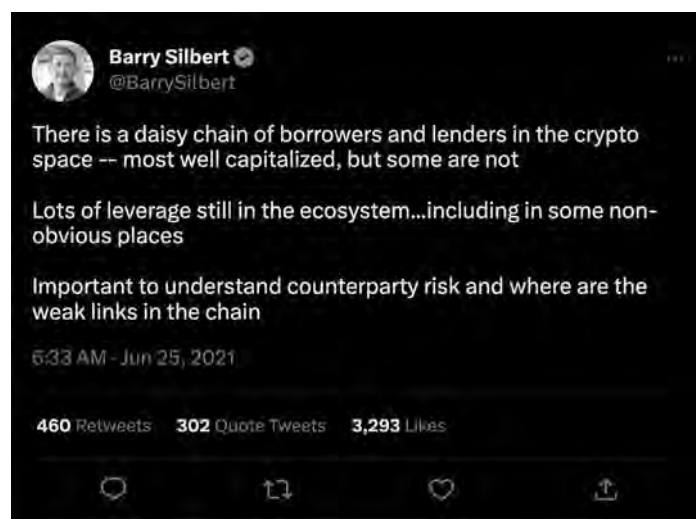 Barry Silbert
@BarrySilbert
There is a daisy chain of borrowers and lenders in the crypto
space -- most well capitalized, but some are not
Lots of leverage still in the ecosystem...including in some non-
obvious places
Important to understand counterparty risk and where are the
weak links in the chain
6:33 AM - Jun 25, 2021
460 Retweets 302 Quote Tweets 3,293 Likes